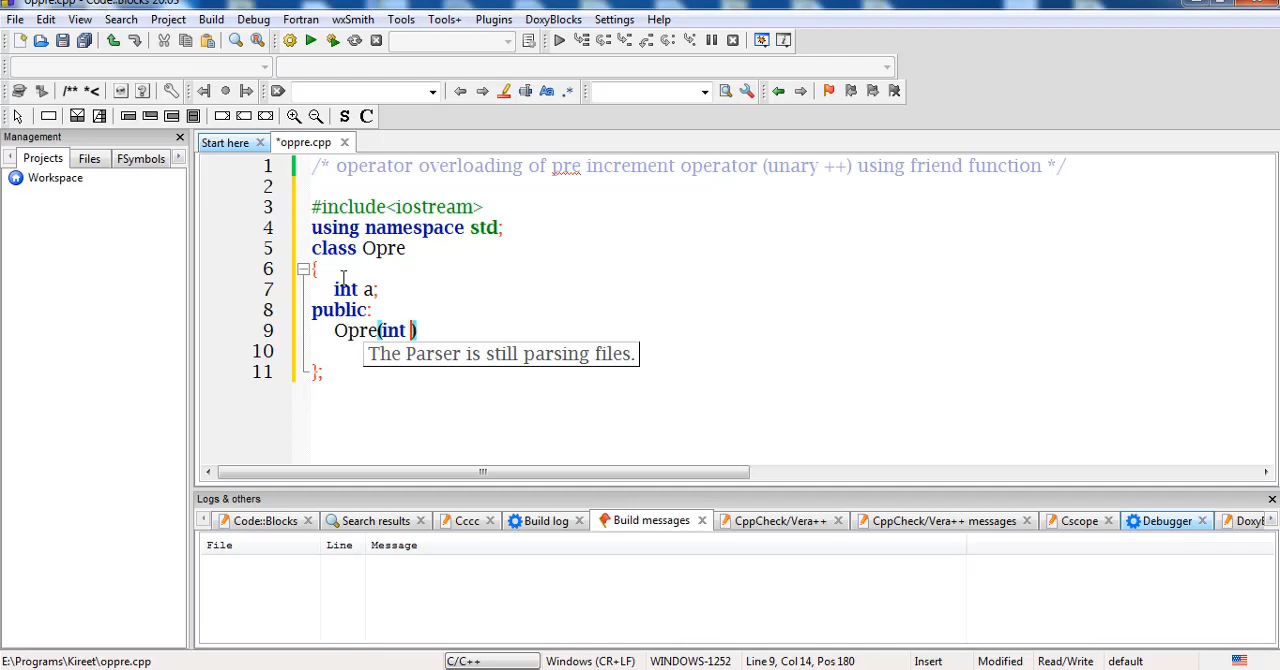 oppre.cpp - Code::Blocks 20.03
File Edit View Search Project Build Debug Fortran wxSmith Tools Tools+ Plugins DoxyBlocks Settings Help
/** *<
Aa .*
S C
Management
Projects Files FSymbols
Workspace
Start here *oppre.cpp
1 /* operator overloading of pre increment operator (unary ++) using friend function */
2
3 #include<iostream>
4 using namespace std;
5 class Opre
6 {
7 int a;
8 public:
9 Opre(int )
10
The Parser is still parsing files.
11 };
Logs & others
Code::Blocks Search results Cccc Build log Build messages CppCheck/Vera++ CppCheck/Vera++ messages Cscope Debugger DoxyB
File Line Message
E:\Programs\Kireet\oppre.cpp C/C++ Windows (CR+LF) WINDOWS-1252 Line 9, Col 14, Pos 180 Insert Modified Read/Write default